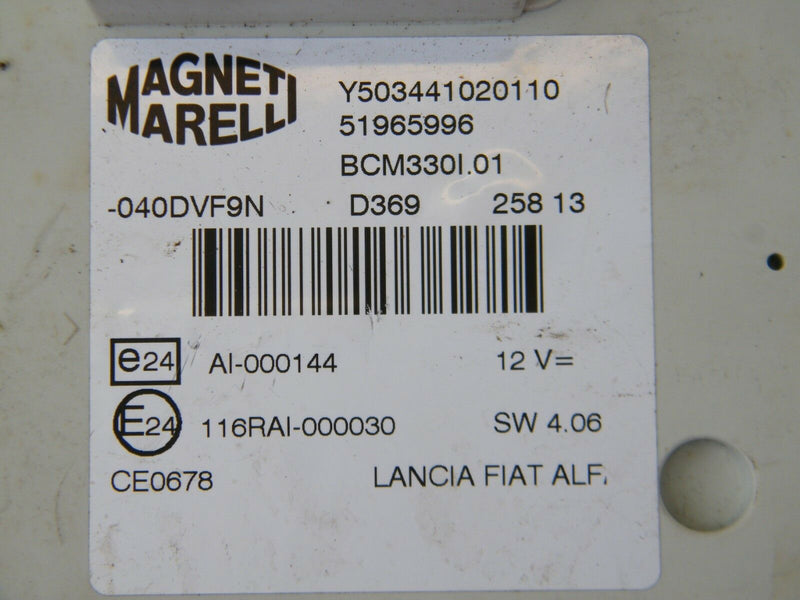 MAGNETI
MARELLI
Y503441020110
51965996
BCM330I.01
-040DVF9N D369 258 13
e24 AI-000144 12 V=
E24 116RAI-000030 SW 4.06
CE0678 LANCIA FIAT ALF